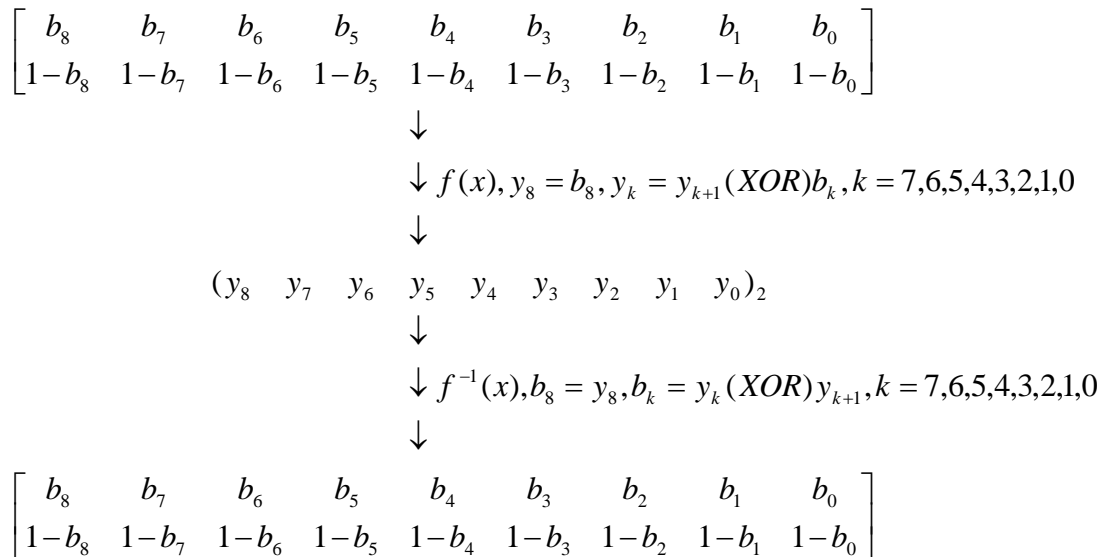 b₈ b₇ b₆ b₅ b₄ b₃ b₂ b₁ b₀
1−b₈ 1−b₇ 1−b₆ 1−b₅ 1−b₄ 1−b₃ 1−b₂ 1−b₁ 1−b₀
↓
↓ f(x), y₈ = b₈, yₖ = yₖ₊₁(XOR)bₖ, k = 7,6,5,4,3,2,1,0
↓
(y₈ y₇ y₆ y₅ y₄ y₃ y₂ y₁ y₀)₂
↓
↓ f⁻¹(x), b₈ = y₈, bₖ = yₖ(XOR)yₖ₊₁, k = 7,6,5,4,3,2,1,0
↓
b₈ b₇ b₆ b₅ b₄ b₃ b₂ b₁ b₀
1−b₈ 1−b₇ 1−b₆ 1−b₅ 1−b₄ 1−b₃ 1−b₂ 1−b₁ 1−b₀